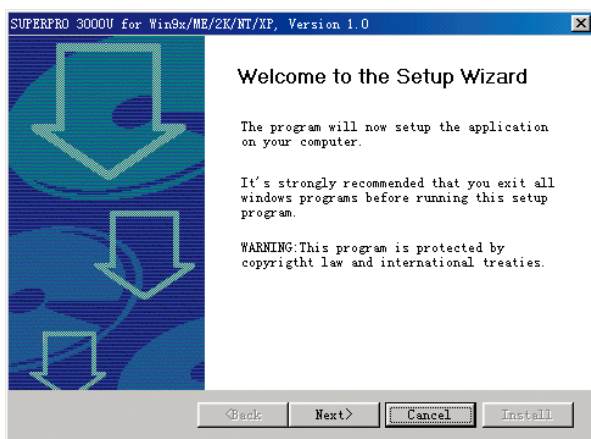 SUPERPRO 3000U for Win9x/ME/2K/NT/XP, Version 1.0
Welcome to the Setup Wizard
The program will now setup the application
on your computer.
It's strongly recommended that you exit all
windows programs before running this setup
program.
WARNING:This program is protected by
copyrigtht law and international treaties.
<Back Next> Cancel Install